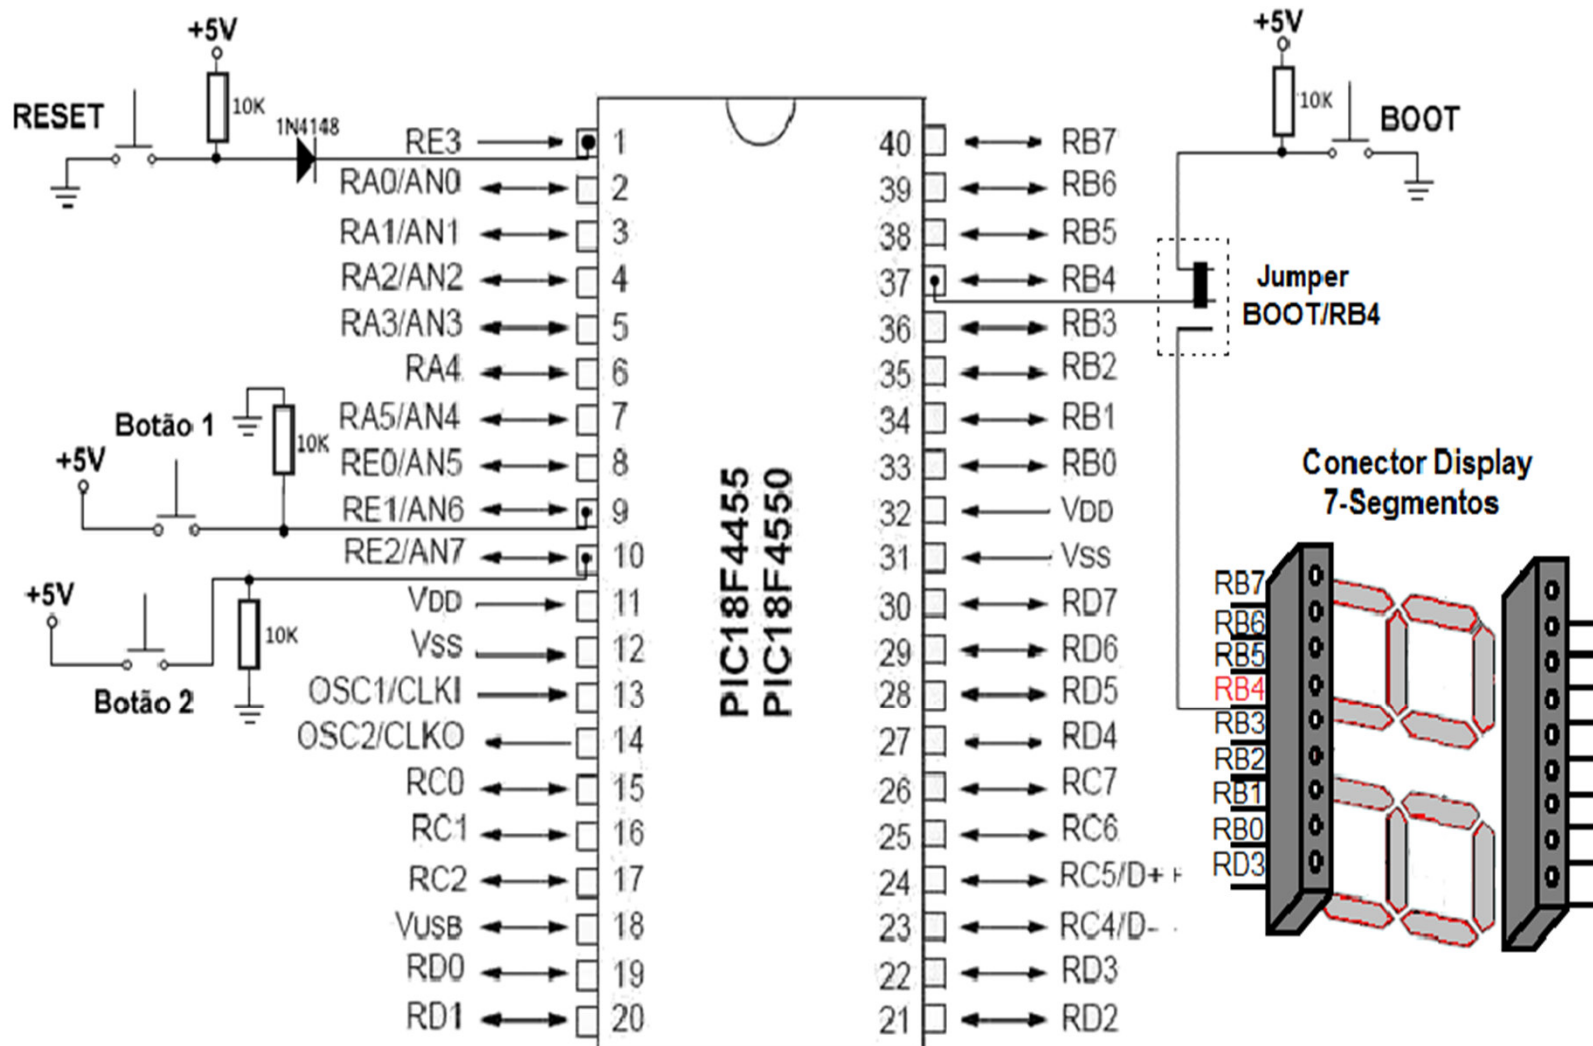 +5V
10K
RESET
1N4148
RE3
RA0/AN0
RA1/AN1
RA2/AN2
RA3/AN3
RA4
RA5/AN4
RE0/AN5
RE1/AN6
RE2/AN7
VDD
VSS
OSC1/CLKI
OSC2/CLKO
RC0
RC1
RC2
VUSB
RD0
RD1
Botão 1
10K
+5V
+5V
10K
Botão 2
1
2
3
4
5
6
7
8
9
10
11
12
13
14
15
16
17
18
19
20
PIC18F4455
PIC18F4550
40
39
38
37
36
35
34
33
32
31
30
29
28
27
26
25
24
23
22
21
RB7
RB6
RB5
RB4
RB3
RB2
RB1
RB0
VDD
VSS
RD7
RD6
RD5
RD4
RC7
RC6
RC5/D+
RC4/D-
RD3
RD2
+5V
10K
BOOT
Jumper
BOOT/RB4
Conector Display
7-Segmentos
RB7
RB6
RB5
RB4
RB3
RB2
RB1
RB0
RD3